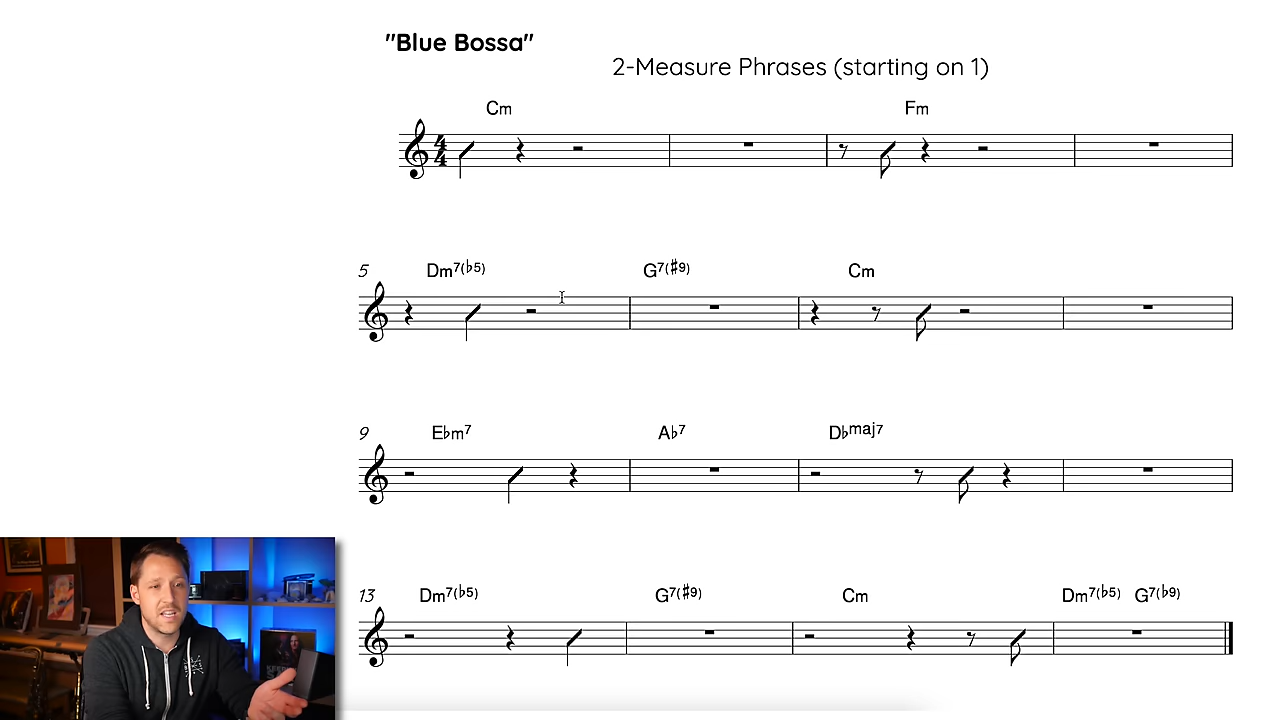 "Blue Bossa"
2-Measure Phrases (starting on 1)
Cm Fm
5 Dm7(♭5) G7(♯9) Cm
9 E♭m7 A♭7 D♭maj7
13 Dm7(♭5) G7(♯9) Cm Dm7(♭5) G7(♭9)